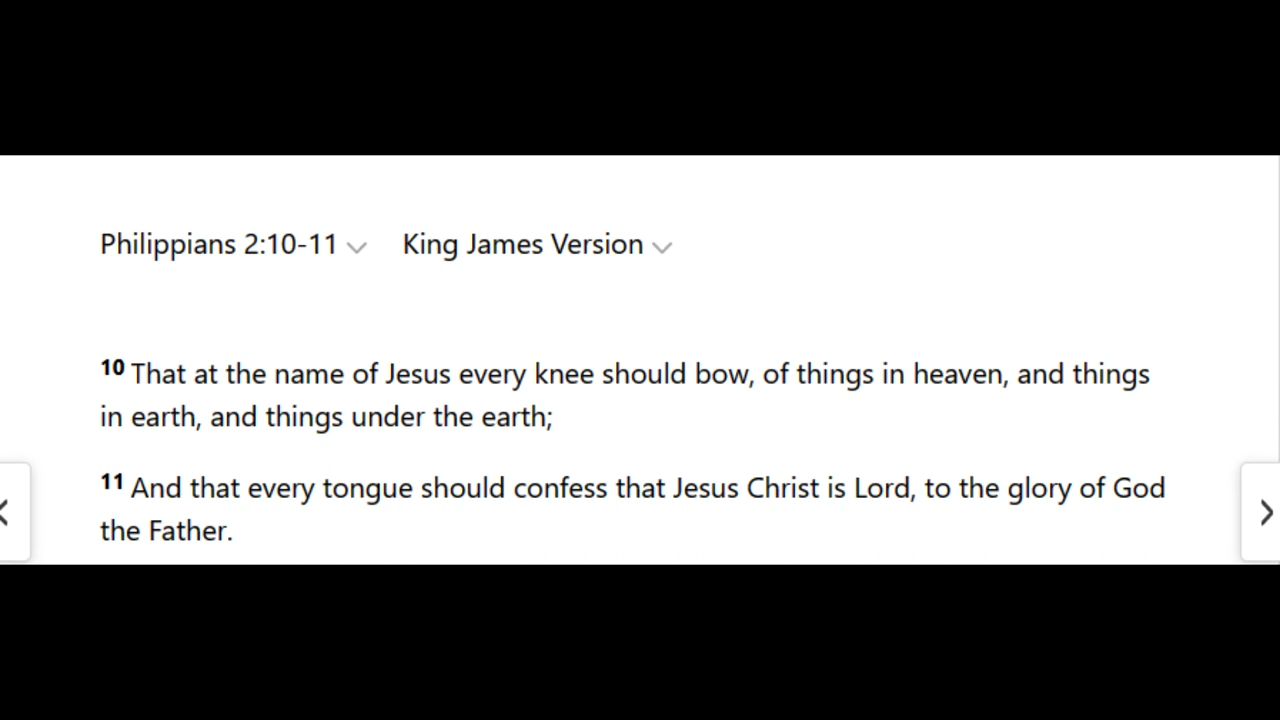 Philippians 2:10-11 King James Version
10 That at the name of Jesus every knee should bow, of things in heaven, and things
in earth, and things under the earth;
11 And that every tongue should confess that Jesus Christ is Lord, to the glory of God
the Father.